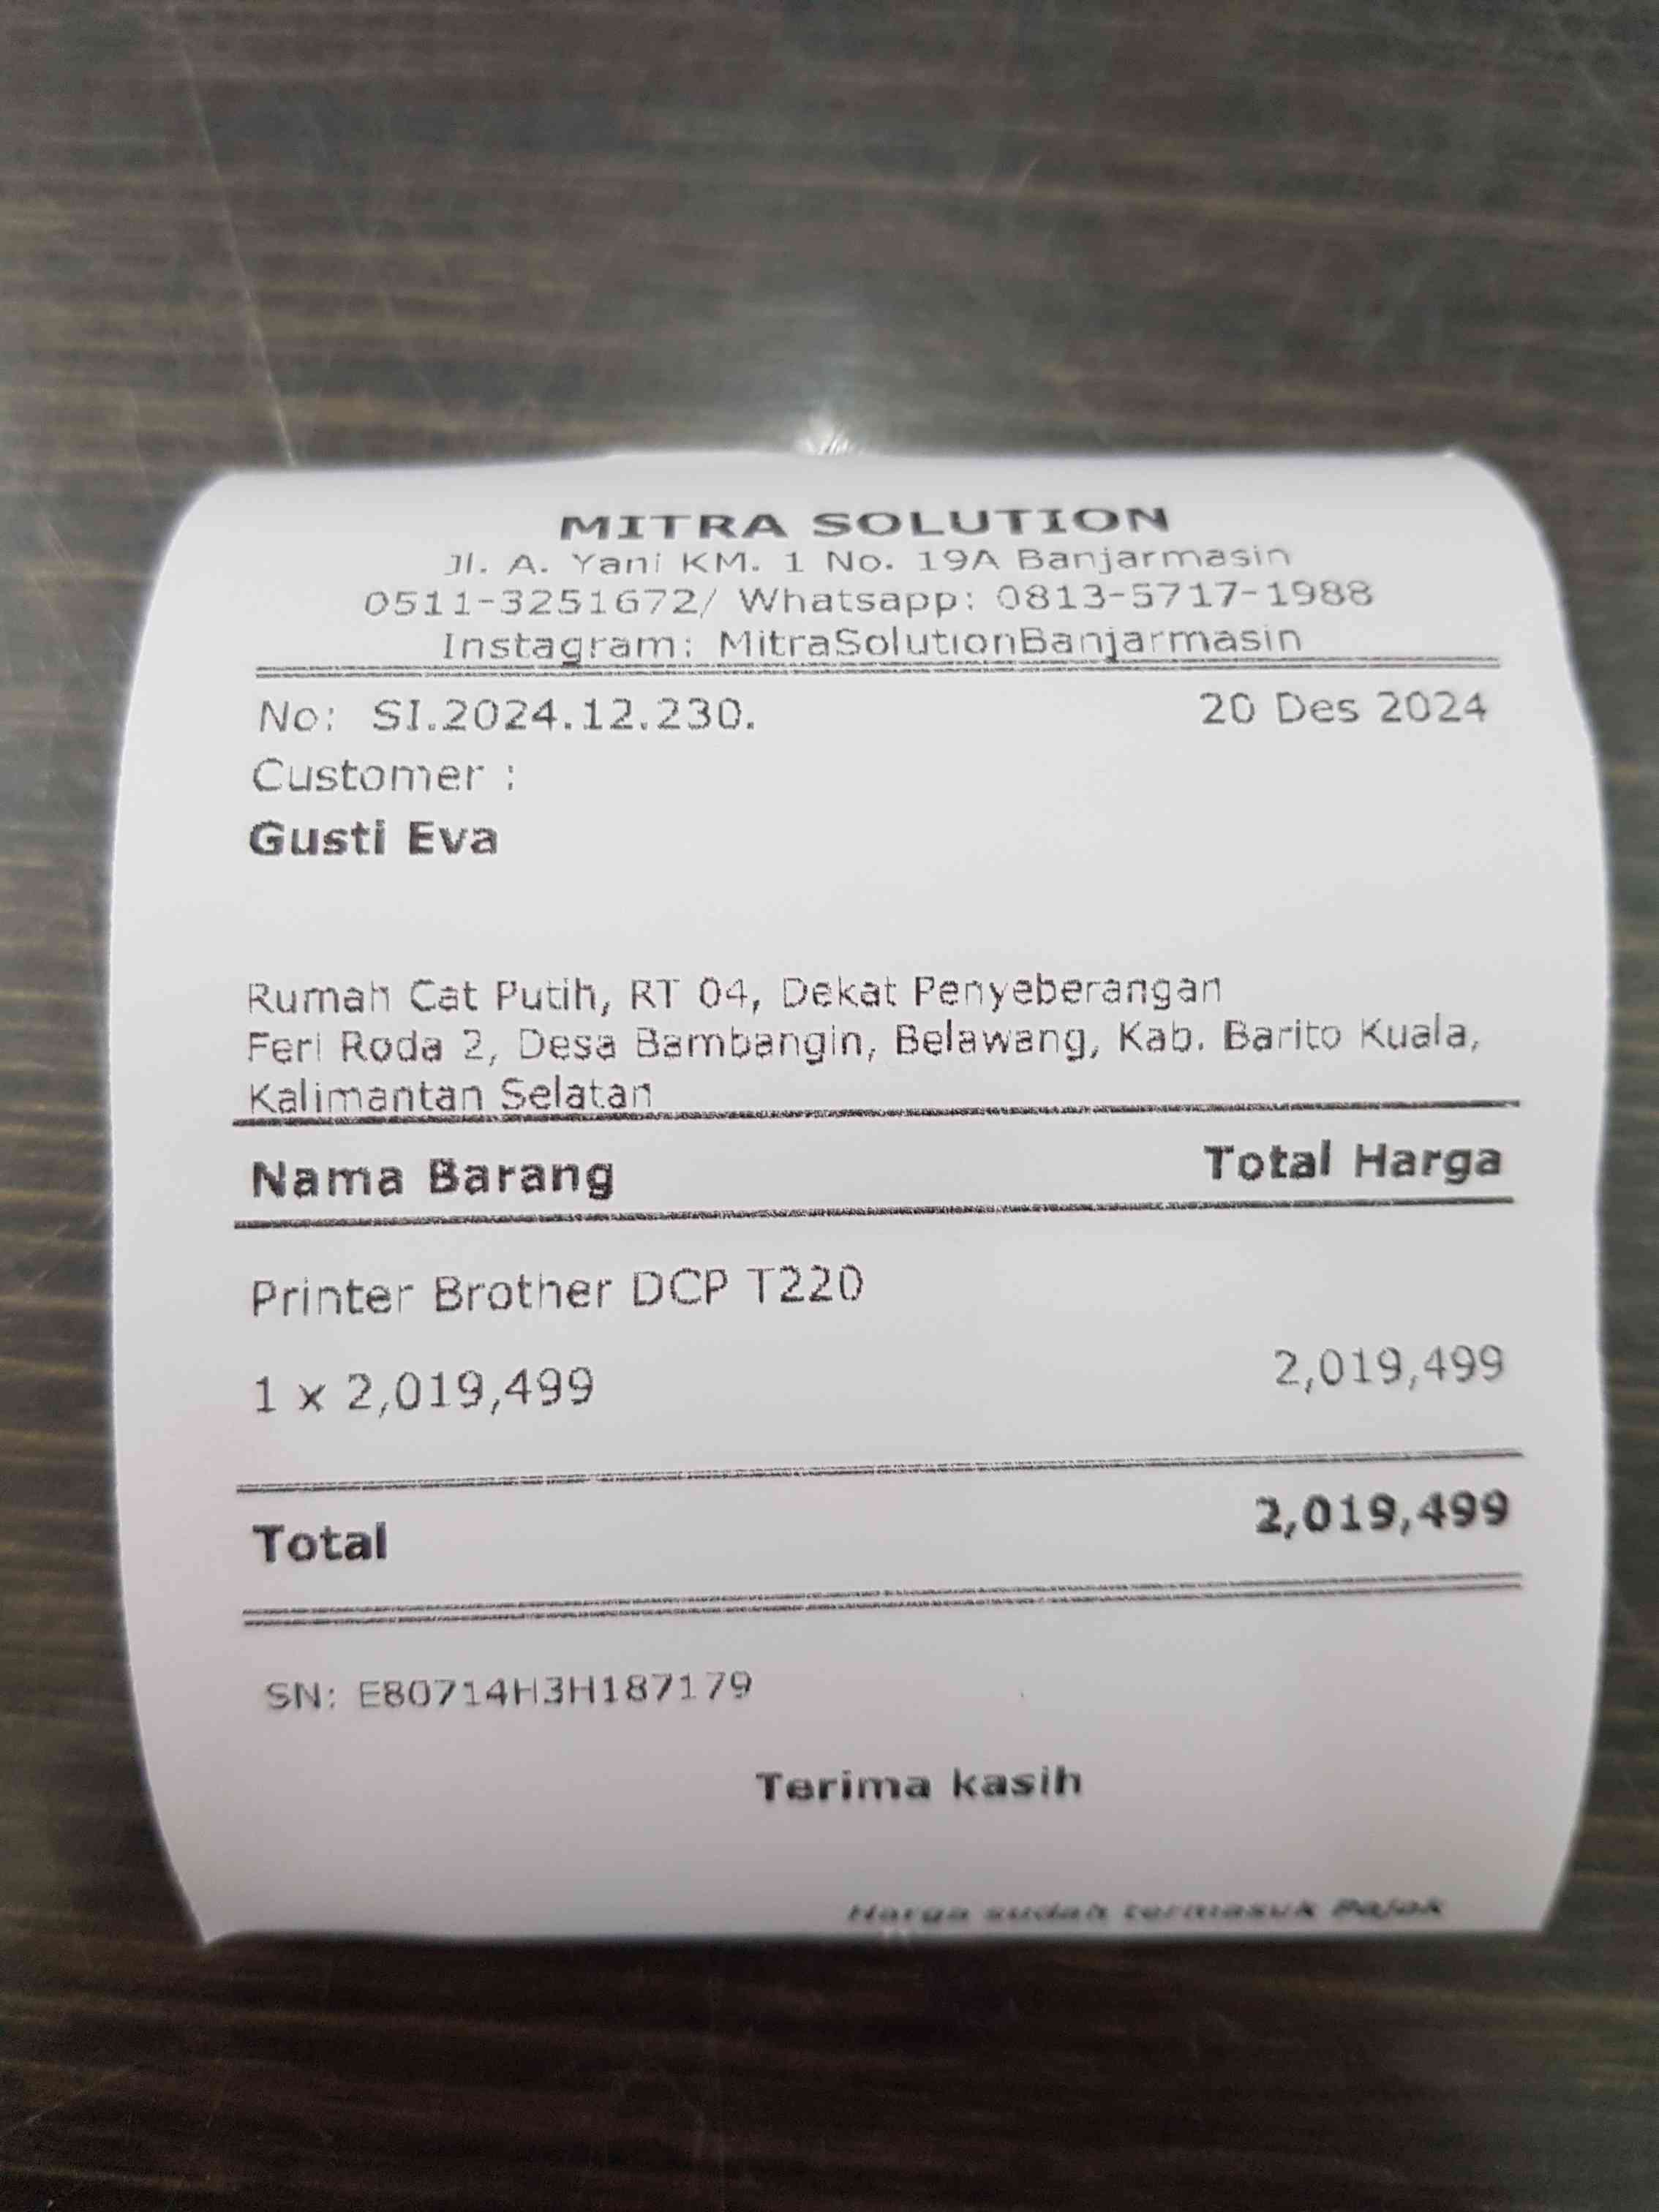 MITRA SOLUTION
Jl. A. Yani KM. 1 No. 19A Banjarmasin
0511-3251672/ Whatsapp: 0813-5717-1988
Instagram: MitraSolutionBanjarmasin
No: SI.2024.12.230. 20 Des 2024
Customer :
Gusti Eva
Rumah Cat Putih, RT 04, Dekat Penyeberangan
Feri Roda 2, Desa Bambangin, Belawang, Kab. Barito Kuala,
Kalimantan Selatan
Nama Barang Total Harga
Printer Brother DCP T220
1 x 2,019,499 2,019,499
Total 2,019,499
SN: E80714H3H187179
Terima kasih
Harga sudah termasuk Pajak